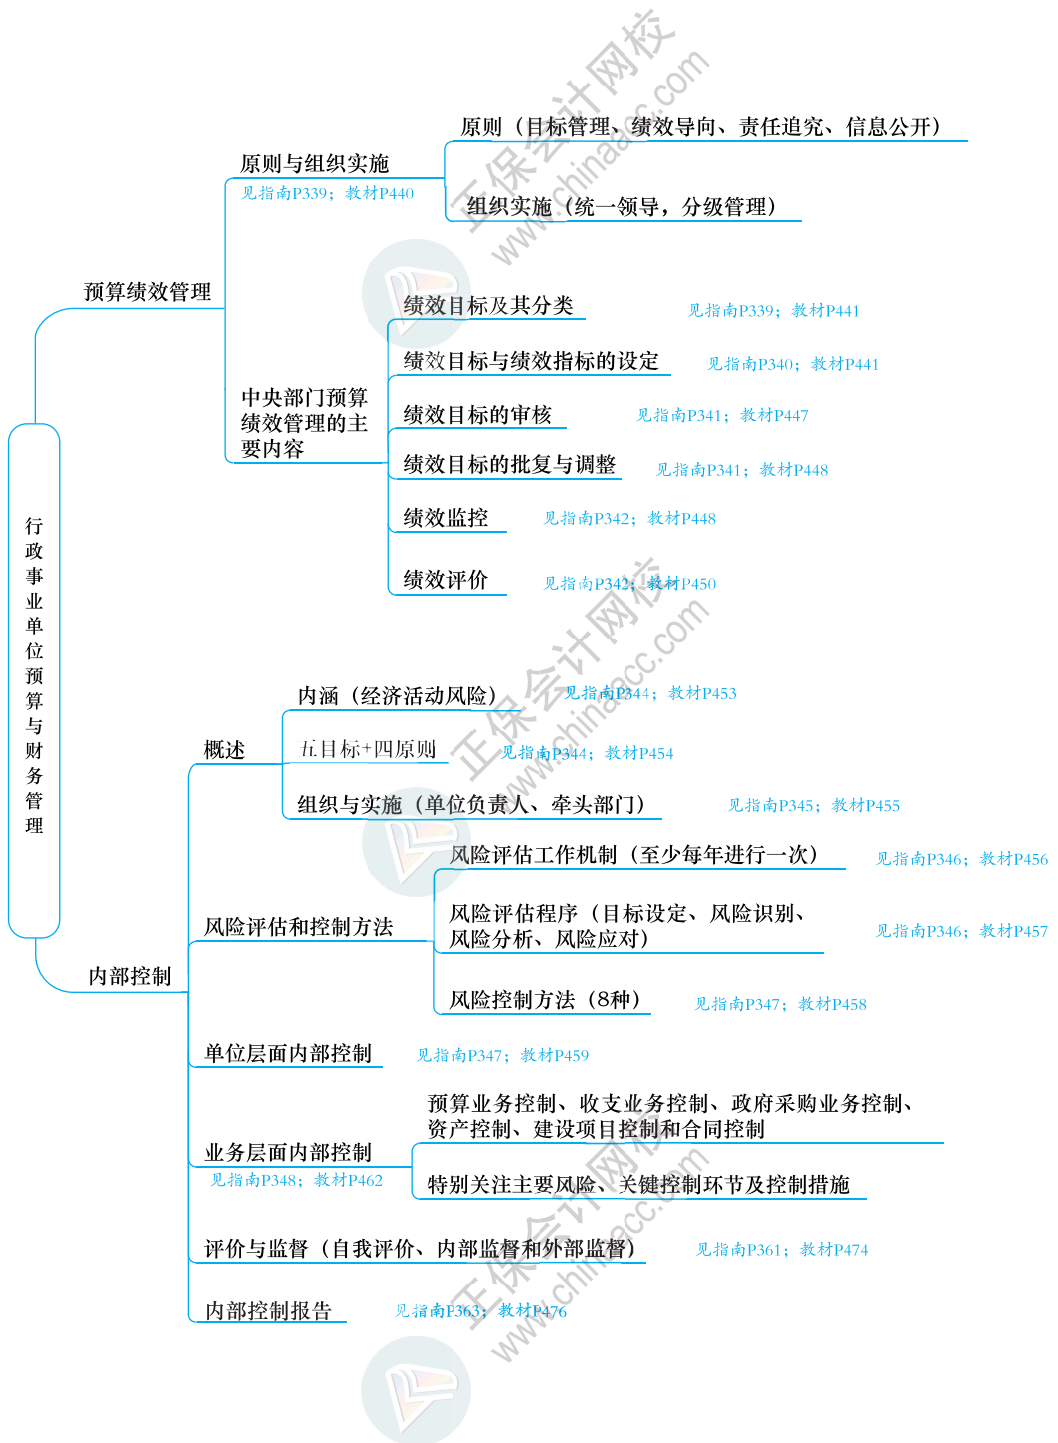 正保会计网校
www.chinaacc.com
原则（目标管理、绩效导向、责任追究、信息公开）
原则与组织实施
见指南P339；教材P440
组织实施（统一领导，分级管理）
预算绩效管理
绩效目标及其分类
见指南P339；教材P441
绩效目标与绩效指标的设定
见指南P340；教材P441
中央部门预算
绩效管理的主
要内容
绩效目标的审核
见指南P341；教材P447
绩效目标的批复与调整
见指南P341；教材P448
绩效监控
见指南P342；教材P448
绩效评价
见指南P342；教材P450
行政事业单位预算与财务管理
正保会计网校
www.chinaacc.com
内涵（经济活动风险）
见指南P344；教材P453
概述
五目标+四原则
见指南P344；教材P454
组织与实施（单位负责人、牵头部门）
见指南P345；教材P455
风险评估工作机制（至少每年进行一次）
见指南P346；教材P456
风险评估和控制方法
风险评估程序（目标设定、风险识别、
风险分析、风险应对）
见指南P346；教材P457
内部控制
风险控制方法（8种）
见指南P347；教材P458
单位层面内部控制
见指南P347；教材P459
预算业务控制、收支业务控制、政府采购业务控制、
资产控制、建设项目控制和合同控制
业务层面内部控制
见指南P348；教材P462
特别关注主要风险、关键控制环节及控制措施
正保会计网校
www.chinaacc.com
评价与监督（自我评价、内部监督和外部监督）
见指南P361；教材P474
内部控制报告
见指南P363；教材P476